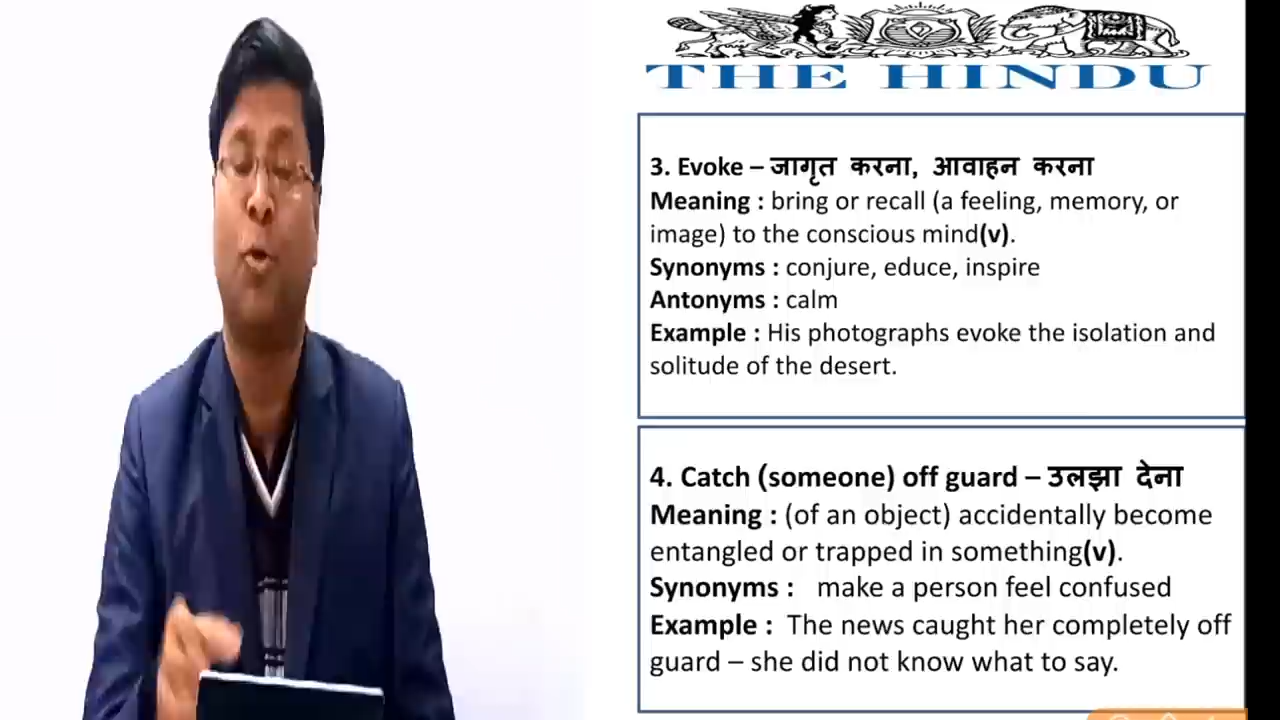 THE HINDU
3. Evoke – जागृत करना, आवाहन करना
Meaning : bring or recall (a feeling, memory, or
image) to the conscious mind(v).
Synonyms : conjure, educe, inspire
Antonyms : calm
Example : His photographs evoke the isolation and
solitude of the desert.
4. Catch (someone) off guard – उलझा देना
Meaning : (of an object) accidentally become
entangled or trapped in something(v).
Synonyms : make a person feel confused
Example : The news caught her completely off
guard – she did not know what to say.